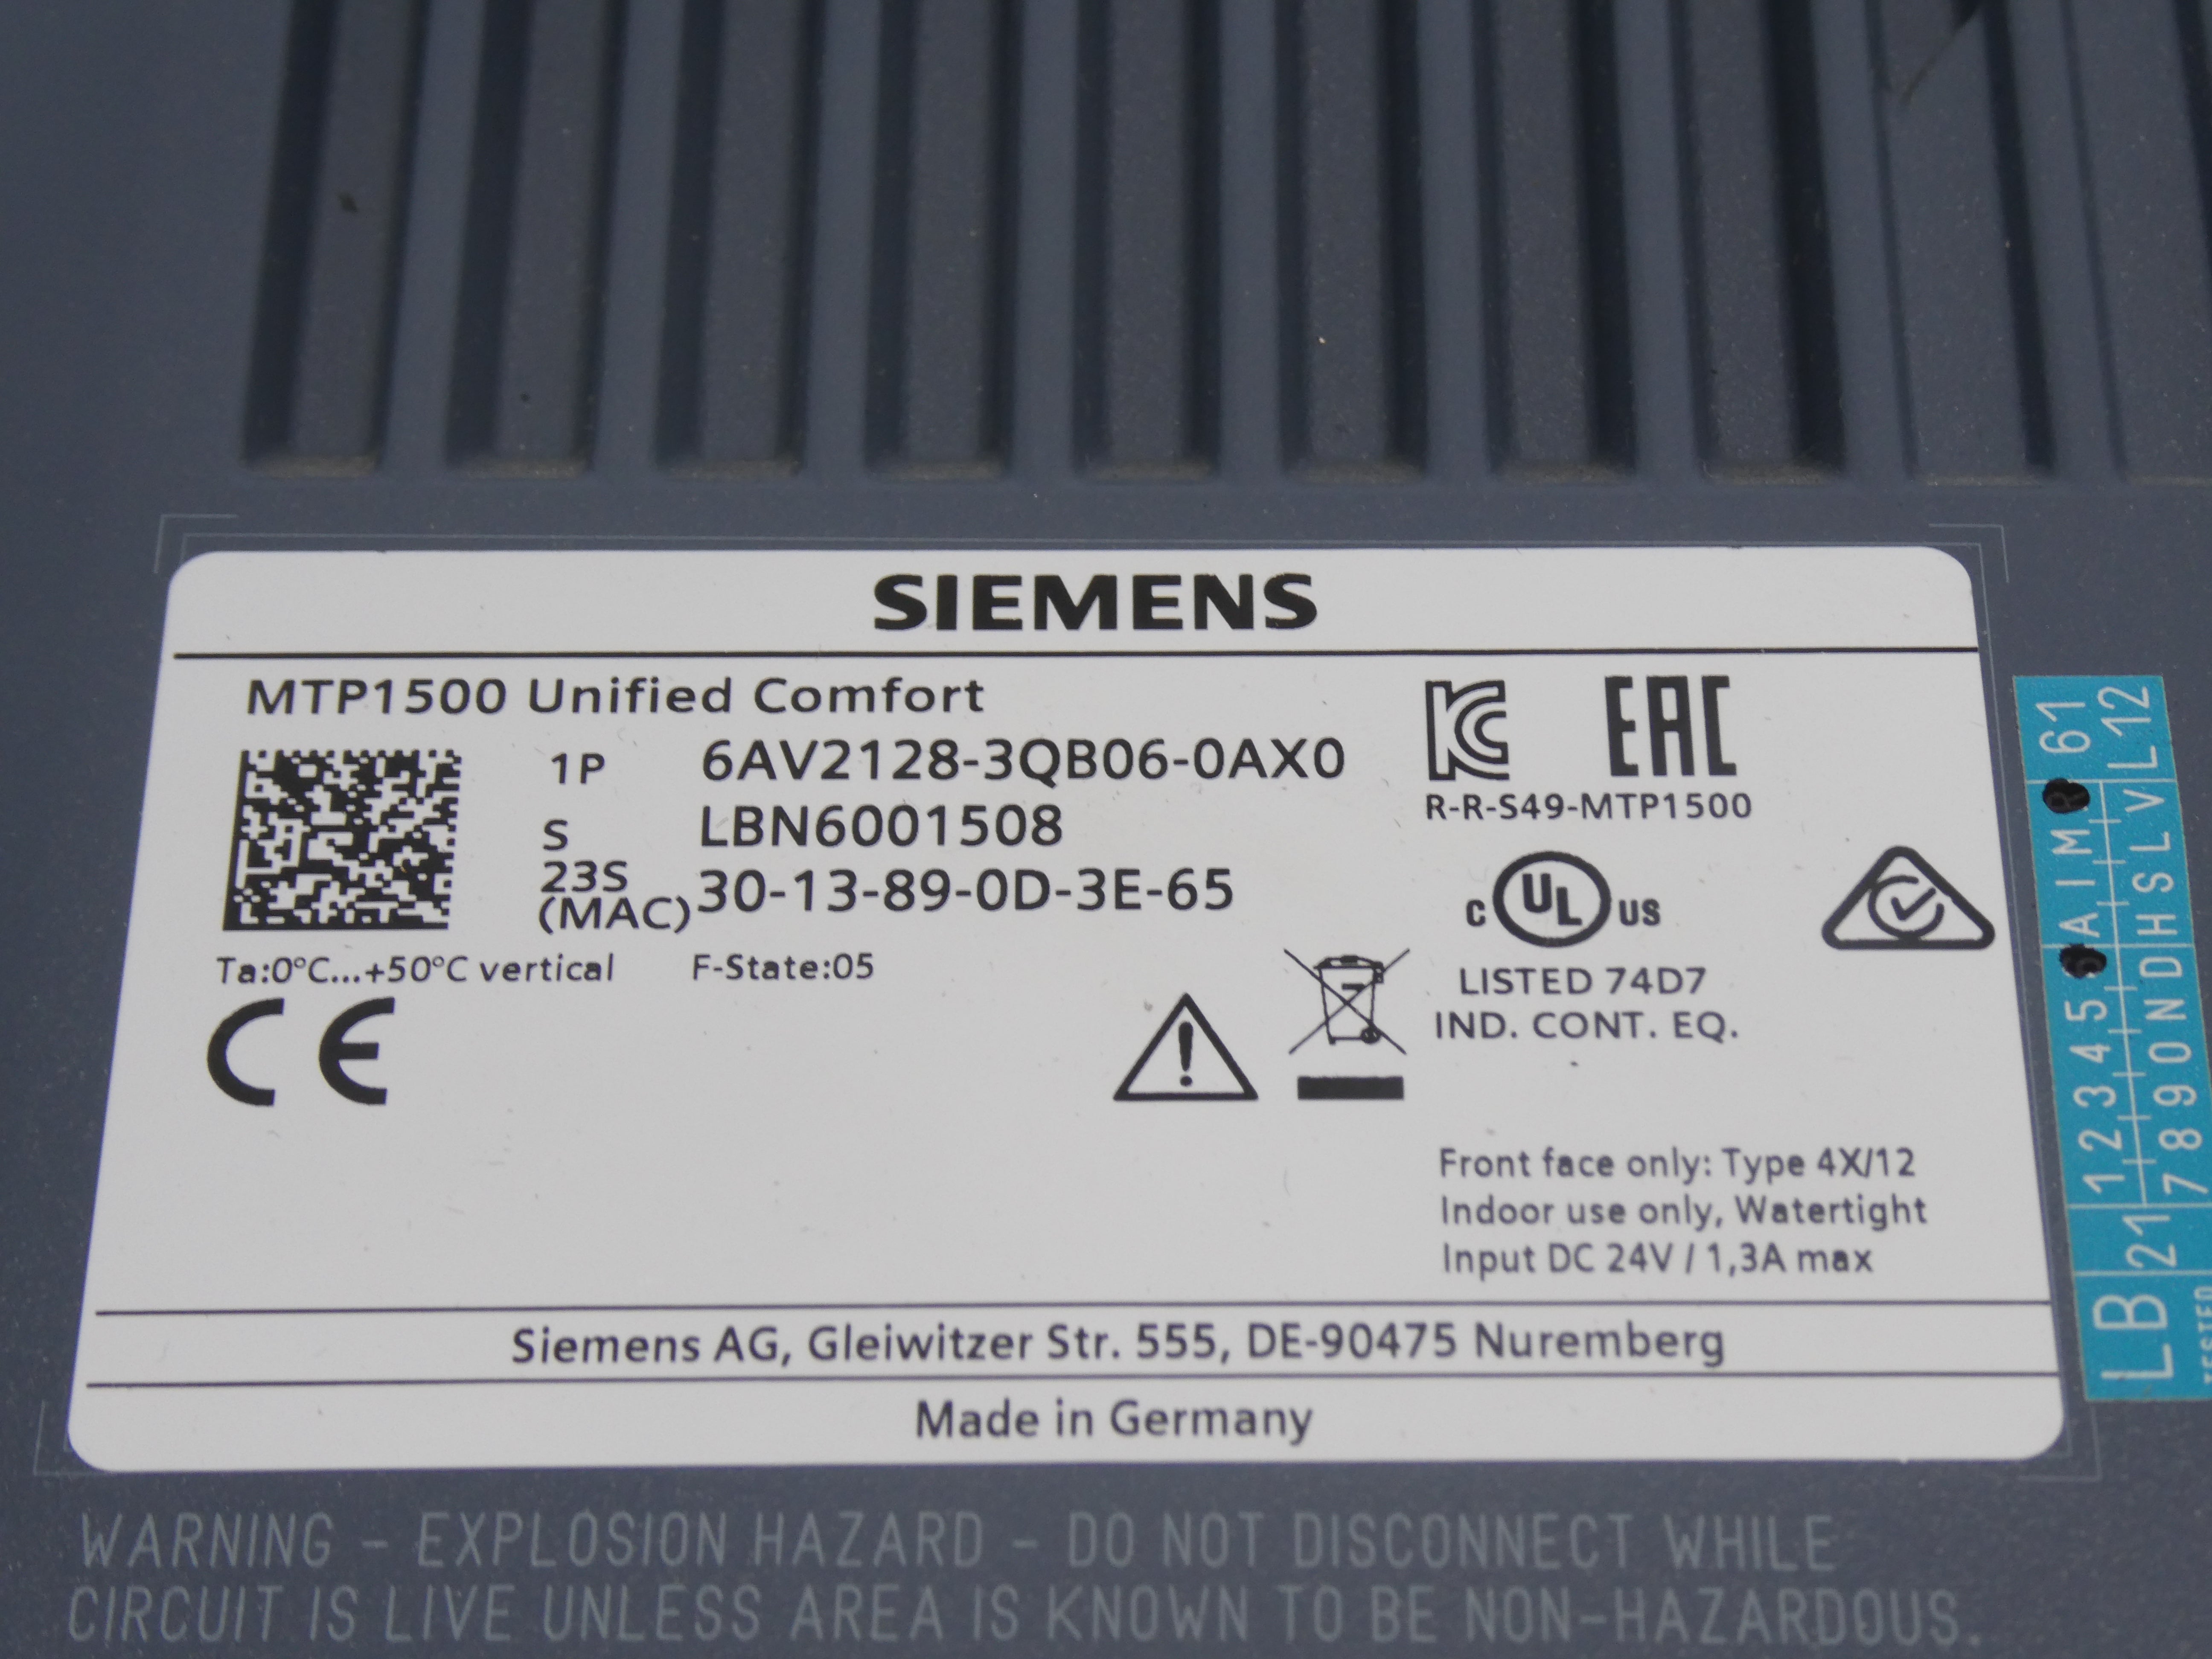 SIEMENS
MTP1500 Unified Comfort
1P 6AV2128-3QB06-0AX0
S LBN6001508
23S
(MAC) 30-13-89-0D-3E-65
Ta:0°C...+50°C vertical F-State:05
CE
KC EAC
R-R-S49-MTP1500
C UL US
LISTED 74D7
IND. CONT. EQ.
Front face only: Type 4X/12
Indoor use only, Watertight
Input DC 24V / 1,3A max
Siemens AG, Gleiwitzer Str. 555, DE-90475 Nuremberg
Made in Germany
WARNING - EXPLOSION HAZARD - DO NOT DISCONNECT WHILE
CIRCUIT IS LIVE UNLESS AREA IS KNOWN TO BE NON-HAZARDOUS.
LB 1 2 3 4 5 6 A I M R 61
21 7 8 9 0 N D H S L V L12
TESTED